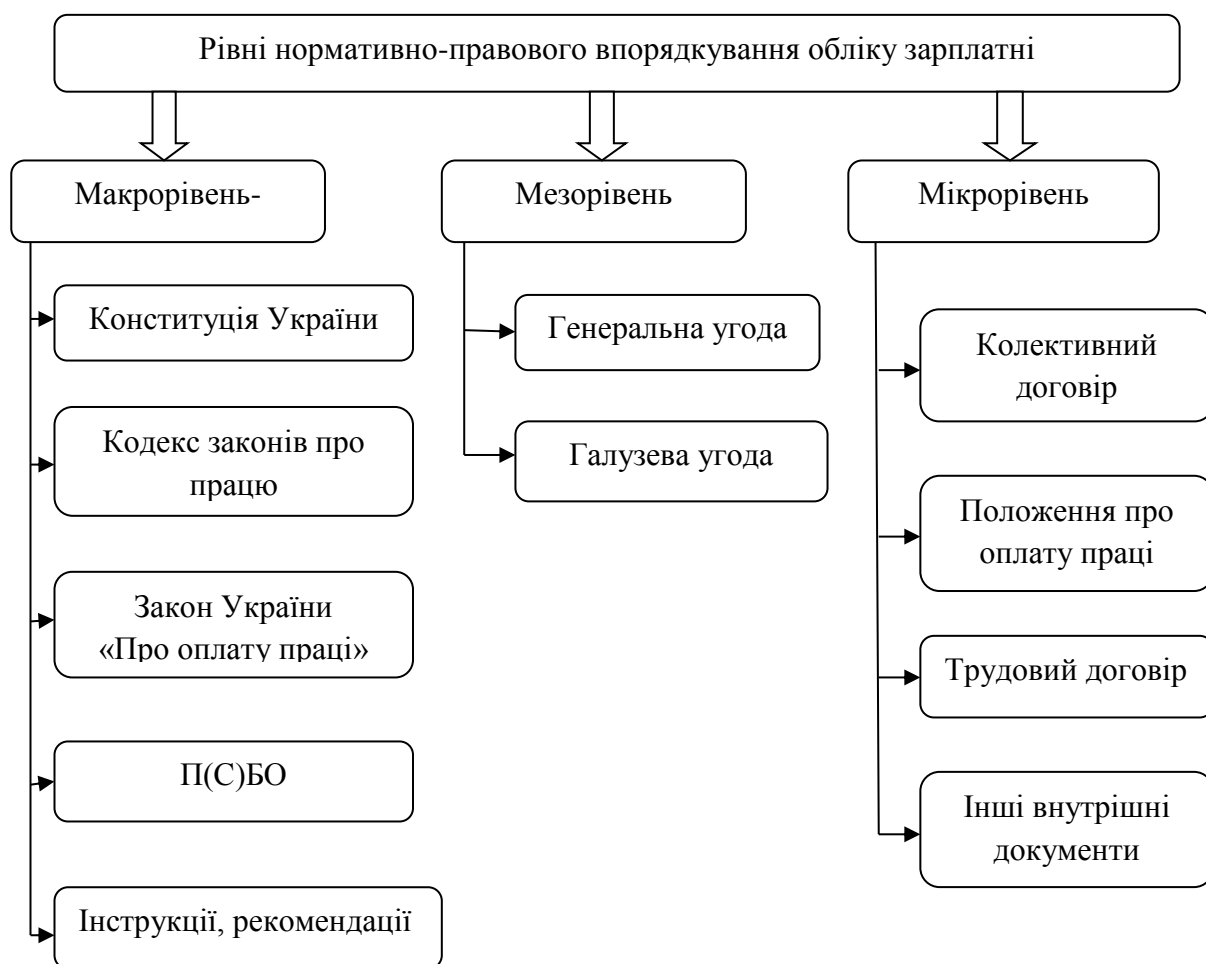 Рівні нормативно-правового впорядкування обліку зарплатні
Макрорівень-
Мезорівень
Мікрорівень
Конституція України
Кодекс законів про
працю
Закон України
«Про оплату праці»
П(С)БО
Інструкції, рекомендації
Генеральна угода
Галузева угода
Колективний
договір
Положення про
оплату праці
Трудовий договір
Інші внутрішні
документи